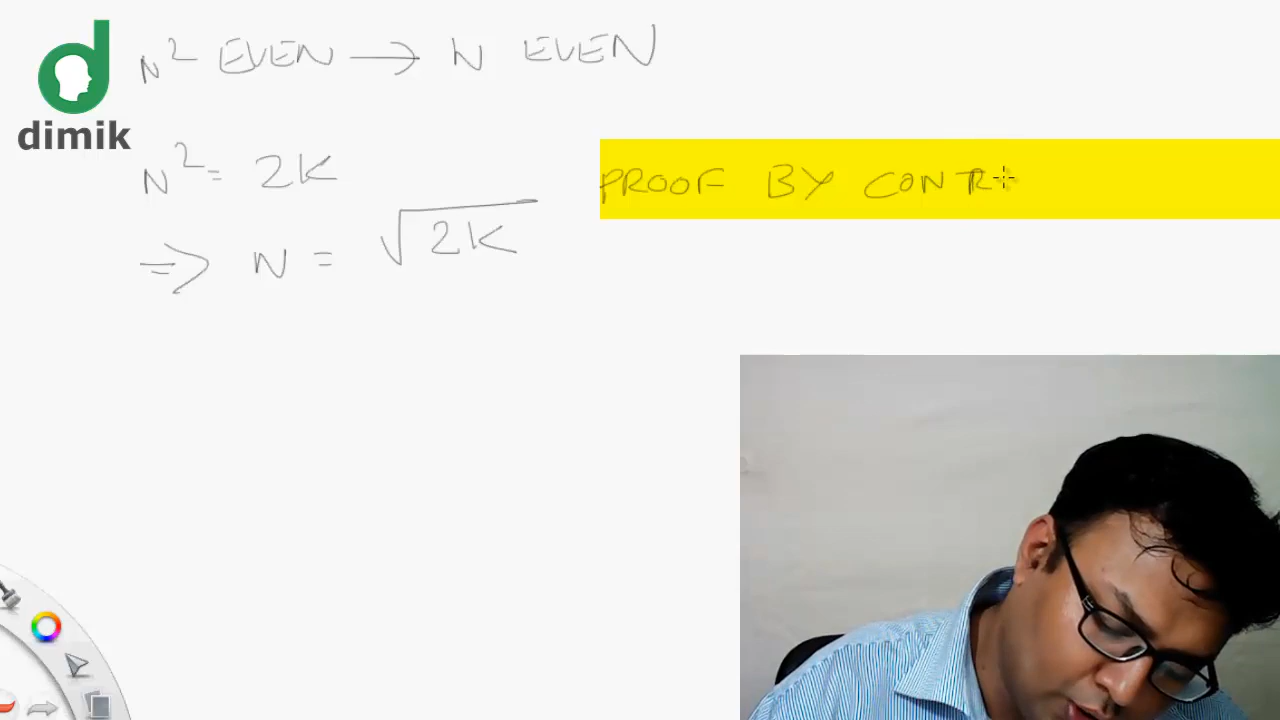 dimik
N² EVEN → N EVEN
N² = 2K
PROOF BY CONTR
⇒ N = √2K